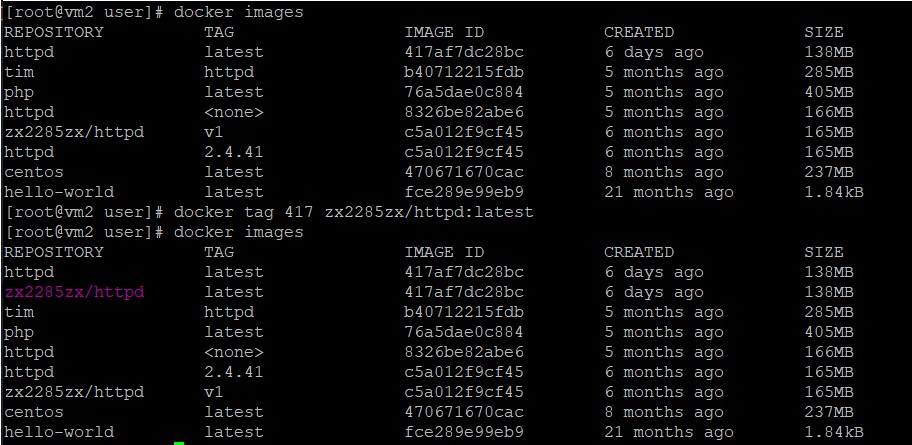 [root@vm2 user]# docker images
REPOSITORY TAG IMAGE ID CREATED SIZE
httpd latest 417af7dc28bc 6 days ago 138MB
tim httpd b40712215fdb 5 months ago 285MB
php latest 76a5dae0c884 5 months ago 405MB
httpd <none> 8326be82abe6 5 months ago 166MB
zx2285zx/httpd v1 c5a012f9cf45 6 months ago 165MB
httpd 2.4.41 c5a012f9cf45 6 months ago 165MB
centos latest 470671670cac 8 months ago 237MB
hello-world latest fce289e99eb9 21 months ago 1.84kB
[root@vm2 user]# docker tag 417 zx2285zx/httpd:latest
[root@vm2 user]# docker images
REPOSITORY TAG IMAGE ID CREATED SIZE
httpd latest 417af7dc28bc 6 days ago 138MB
zx2285zx/httpd latest 417af7dc28bc 6 days ago 138MB
tim httpd b40712215fdb 5 months ago 285MB
php latest 76a5dae0c884 5 months ago 405MB
httpd <none> 8326be82abe6 5 months ago 166MB
httpd 2.4.41 c5a012f9cf45 6 months ago 165MB
zx2285zx/httpd v1 c5a012f9cf45 6 months ago 165MB
centos latest 470671670cac 8 months ago 237MB
hello-world latest fce289e99eb9 21 months ago 1.84kB